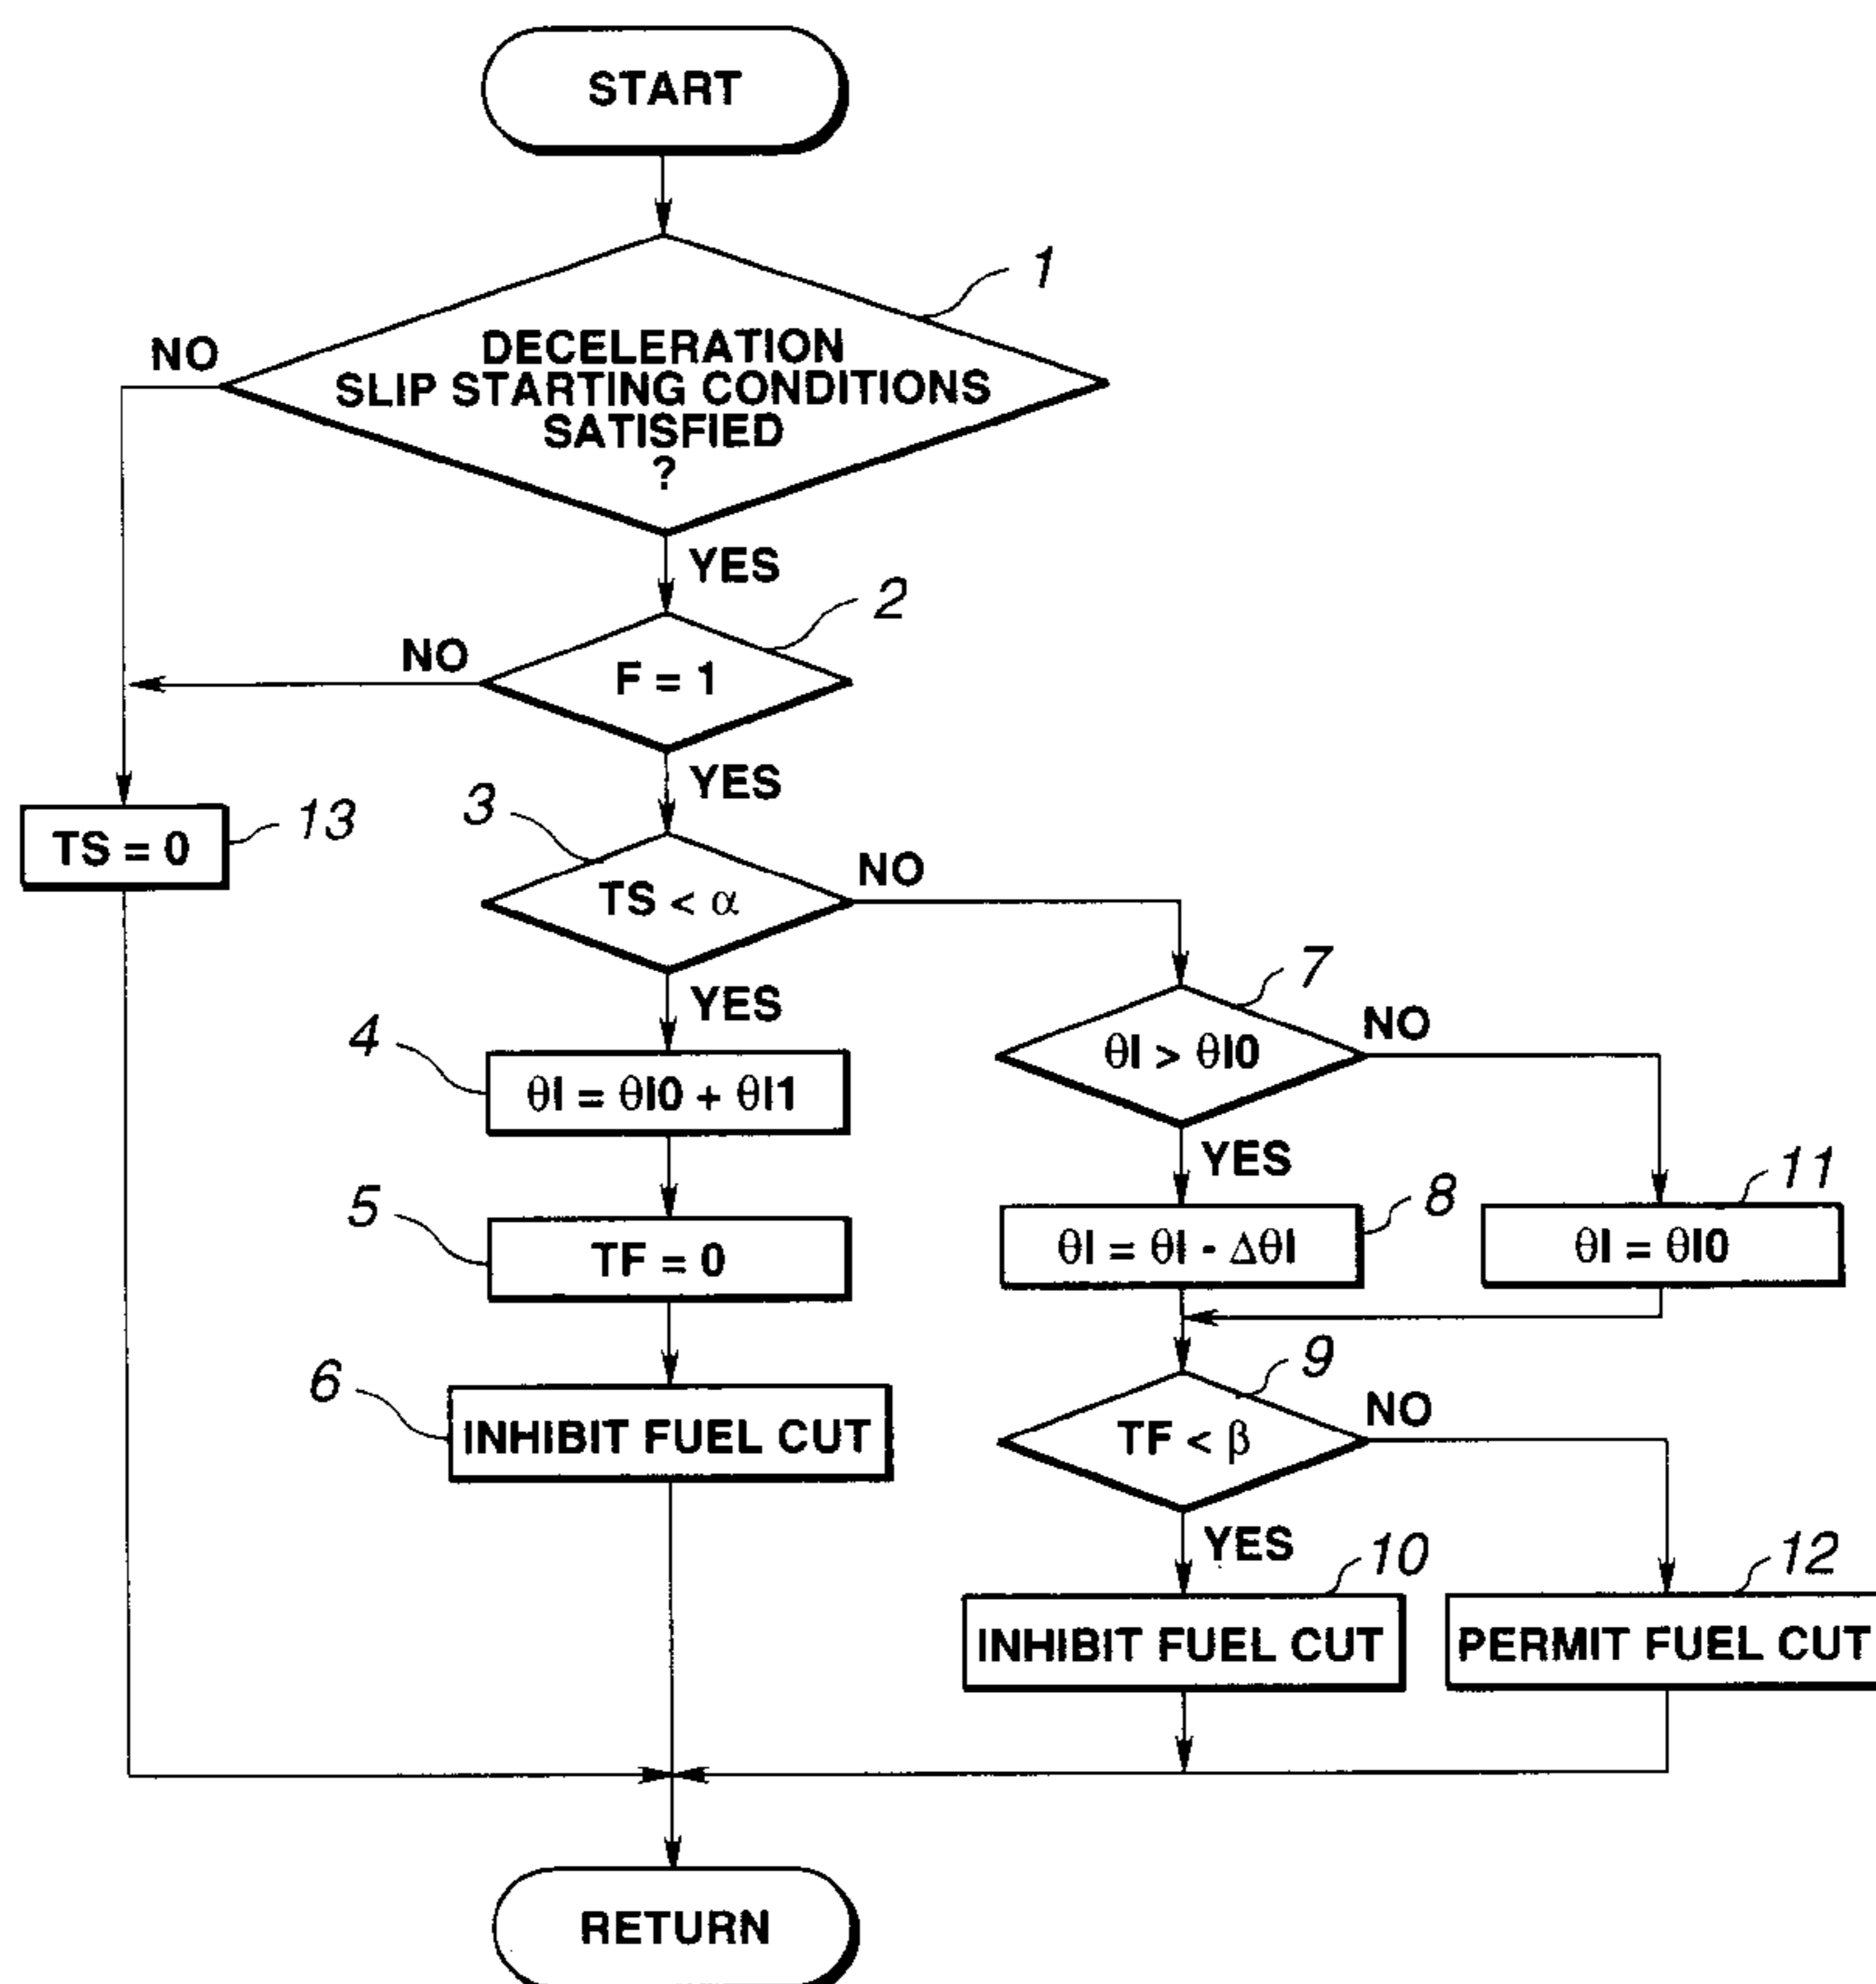 START
1
DECELERATION
SLIP STARTING CONDITIONS
SATISFIED
?
NO
YES
2
F = 1
NO
YES
13
TS = 0
3
TS < α
NO
YES
4
θI = θI0 + θI1
7
θI > θI0
NO
YES
5
TF = 0
8
θI = θI - ΔθI
11
θI = θI0
6
INHIBIT FUEL CUT
9
TF < β
NO
YES
10
INHIBIT FUEL CUT
12
PERMIT FUEL CUT
RETURN